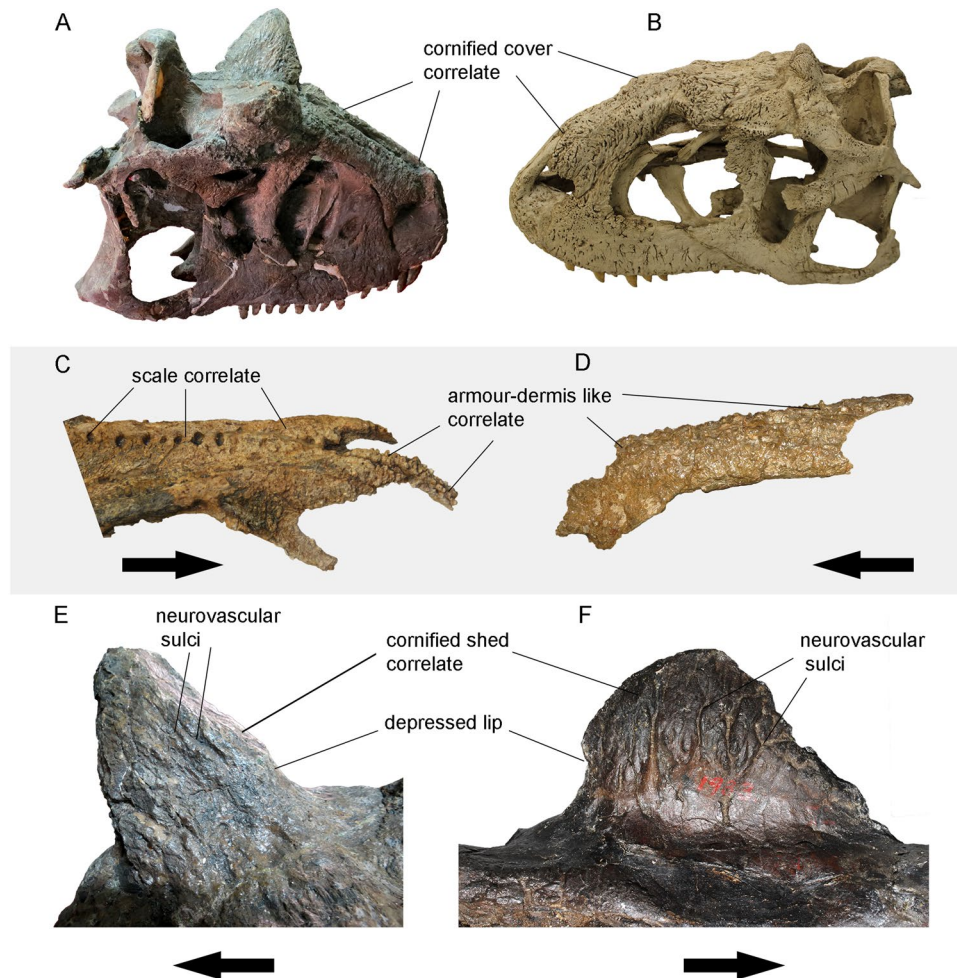 A
cornified cover
correlate
B
C
scale correlate
D
armour-dermis like
correlate
E
neurovascular
sulci
cornified shed
correlate
depressed lip
F
neurovascular
sulci